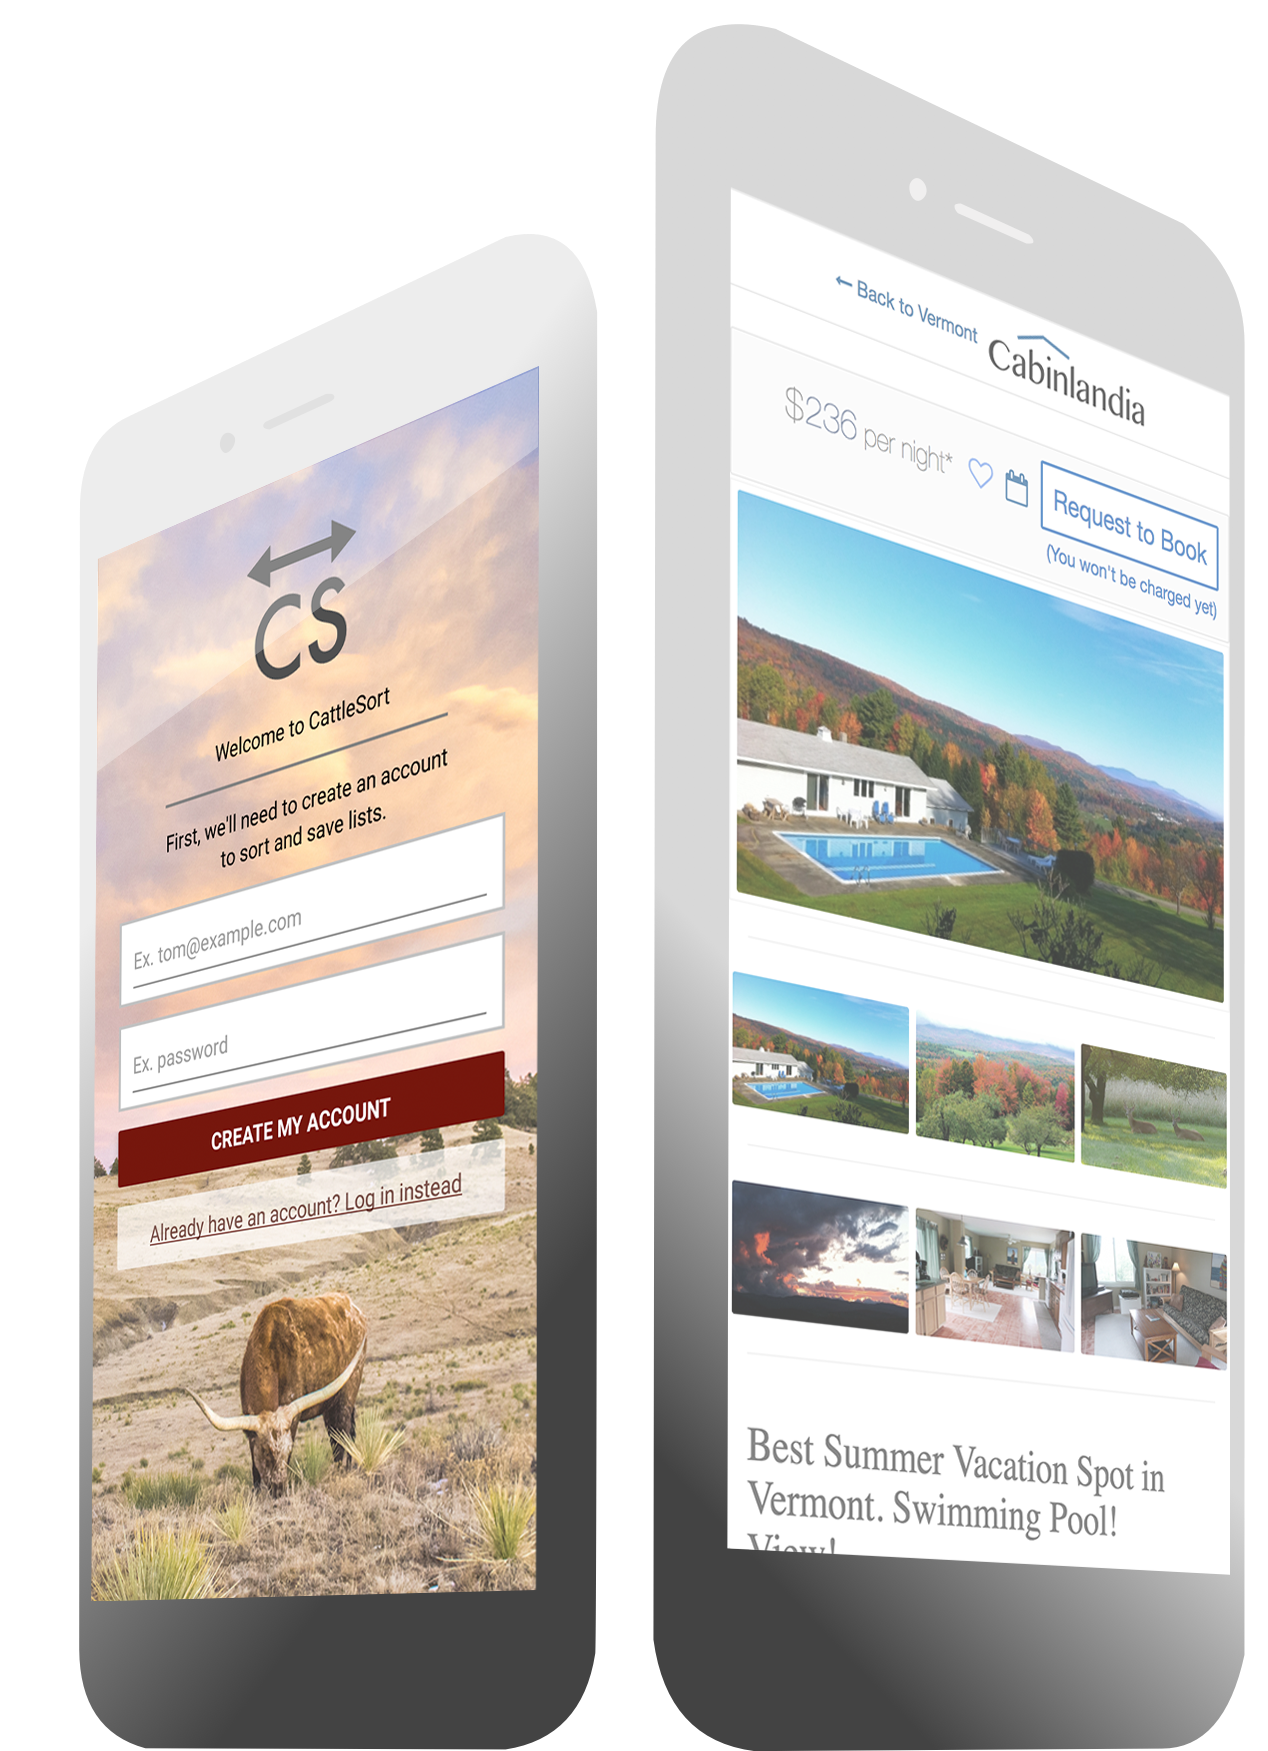 CS
Welcome to CattleSort
First, we'll need to create an account
to sort and save lists.
Ex. tom@example.com
Ex. password
CREATE MY ACCOUNT
Already have an account? Log in instead
Back to Vermont
Cabinlandia
$236 per night*
Request to Book
(You won't be charged yet)
Best Summer Vacation Spot in
Vermont. Swimming Pool!
View!